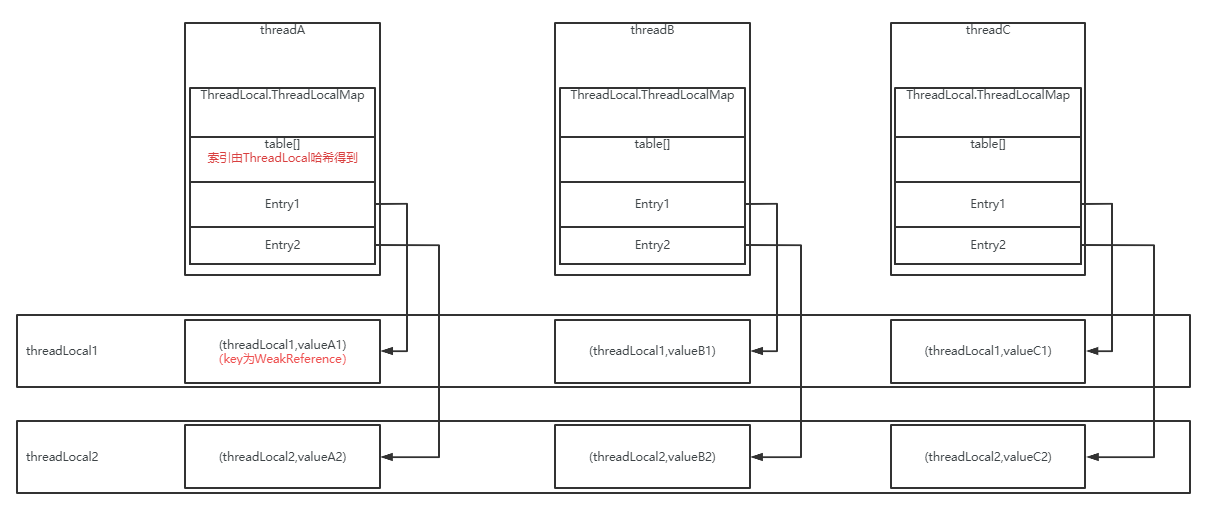 threadA
threadB
threadC
ThreadLocal.ThreadLocalMap
ThreadLocal.ThreadLocalMap
ThreadLocal.ThreadLocalMap
table[]
索引由ThreadLocal哈希得到
table[]
table[]
Entry1
Entry1
Entry1
Entry2
Entry2
Entry2
threadLocal1
(threadLocal1,valueA1)
(key为WeakReference)
(threadLocal1,valueB1)
(threadLocal1,valueC1)
threadLocal2
(threadLocal2,valueA2)
(threadLocal2,valueB2)
(threadLocal2,valueC2)